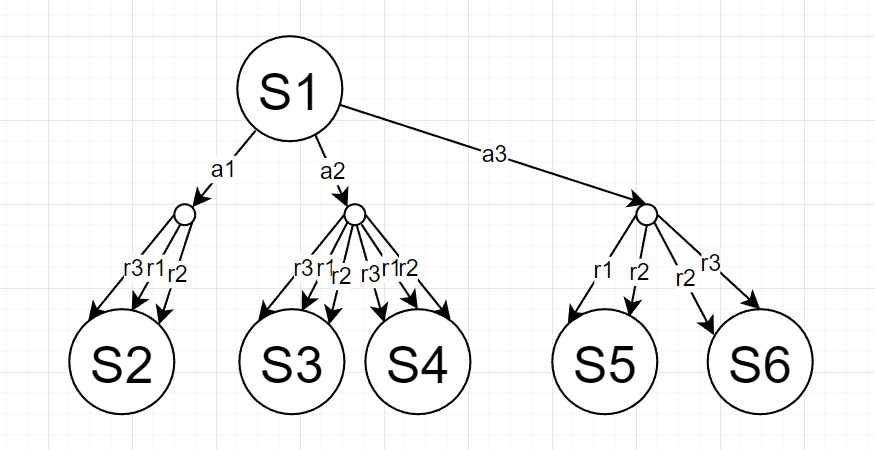 S1
a1
a2
a3
r3 r1 r2
r3 r1 r2 r3 r1 r2
r1 r2 r2 r3
S2
S3
S4
S5
S6